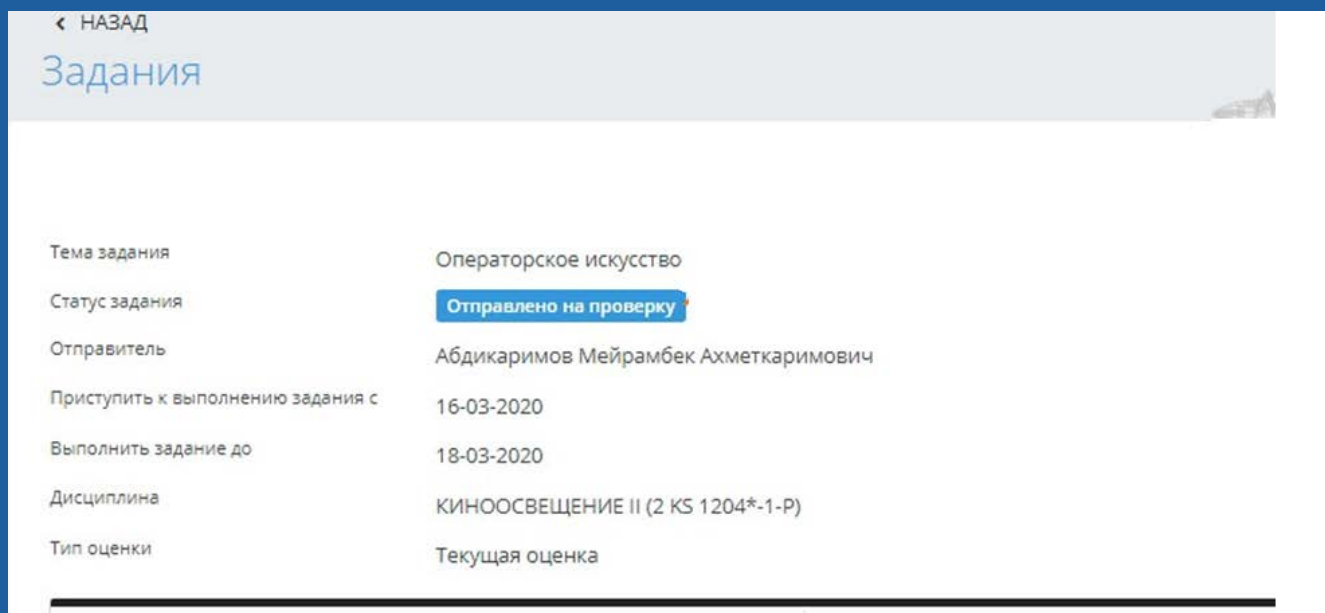 ‹ НАЗАД
Задания
Тема задания Операторское искусство
Статус задания Отправлено на проверку
Отправитель Абдикаримов Мейрамбек Ахметкаримович
Приступить к выполнению задания с 16-03-2020
Выполнить задание до 18-03-2020
Дисциплина КИНООСВЕЩЕНИЕ II (2 KS 1204*-1-P)
Тип оценки Текущая оценка